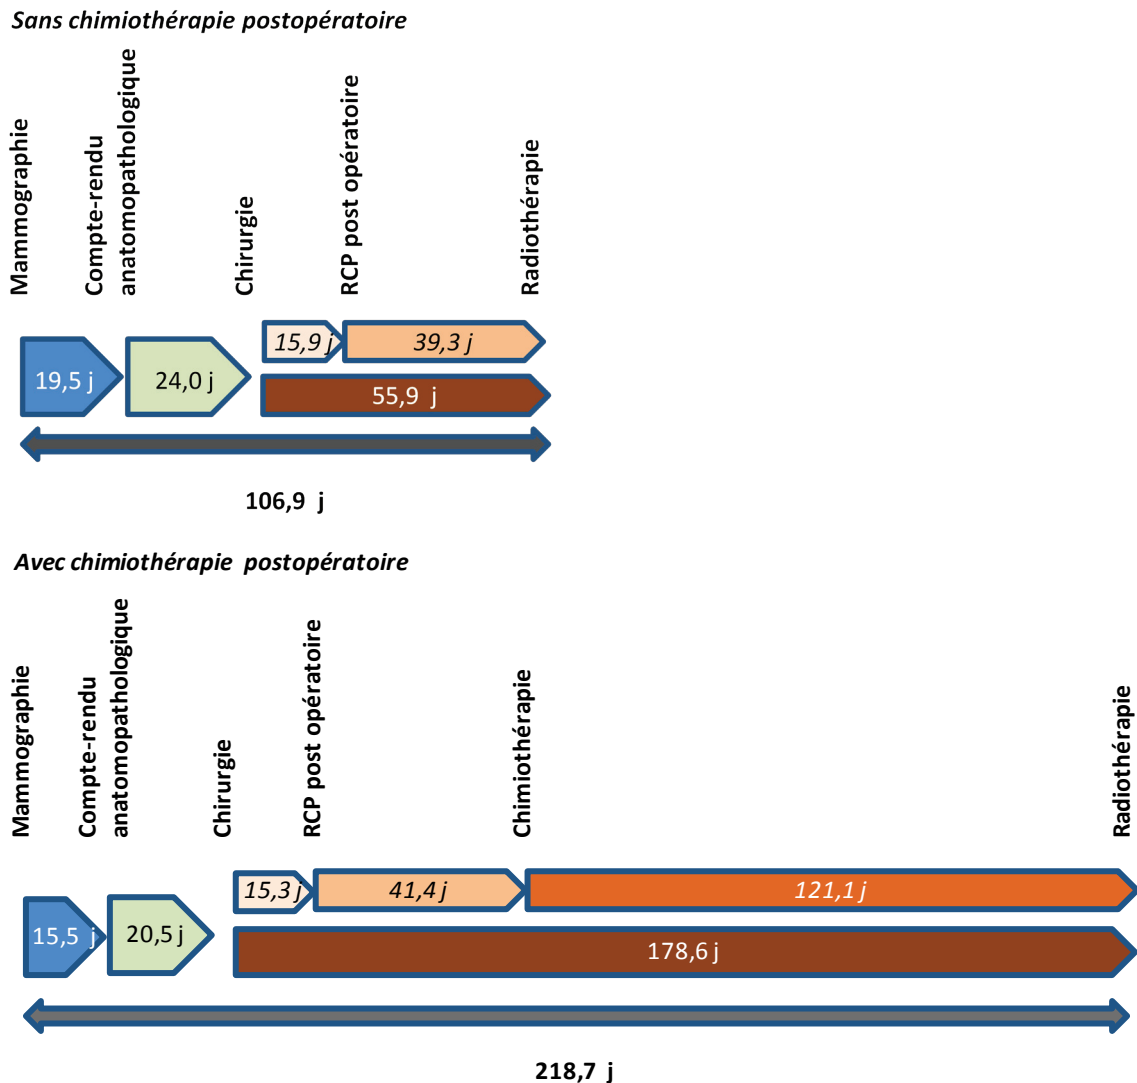 Sans chimiothérapie postopératoire
Mammographie
Compte-rendu
anatomopathologique
Chirurgie
RCP post opératoire
Radiothérapie
15,9 j
39,3 j
19,5 j
24,0 j
55,9 j
106,9 j
Avec chimiothérapie postopératoire
Mammographie
Compte-rendu
anatomopathologique
Chirurgie
RCP post opératoire
Chimiothérapie
Radiothérapie
15,3 j
41,4 j
121,1 j
15,5 j
20,5 j
178,6 j
218,7 j